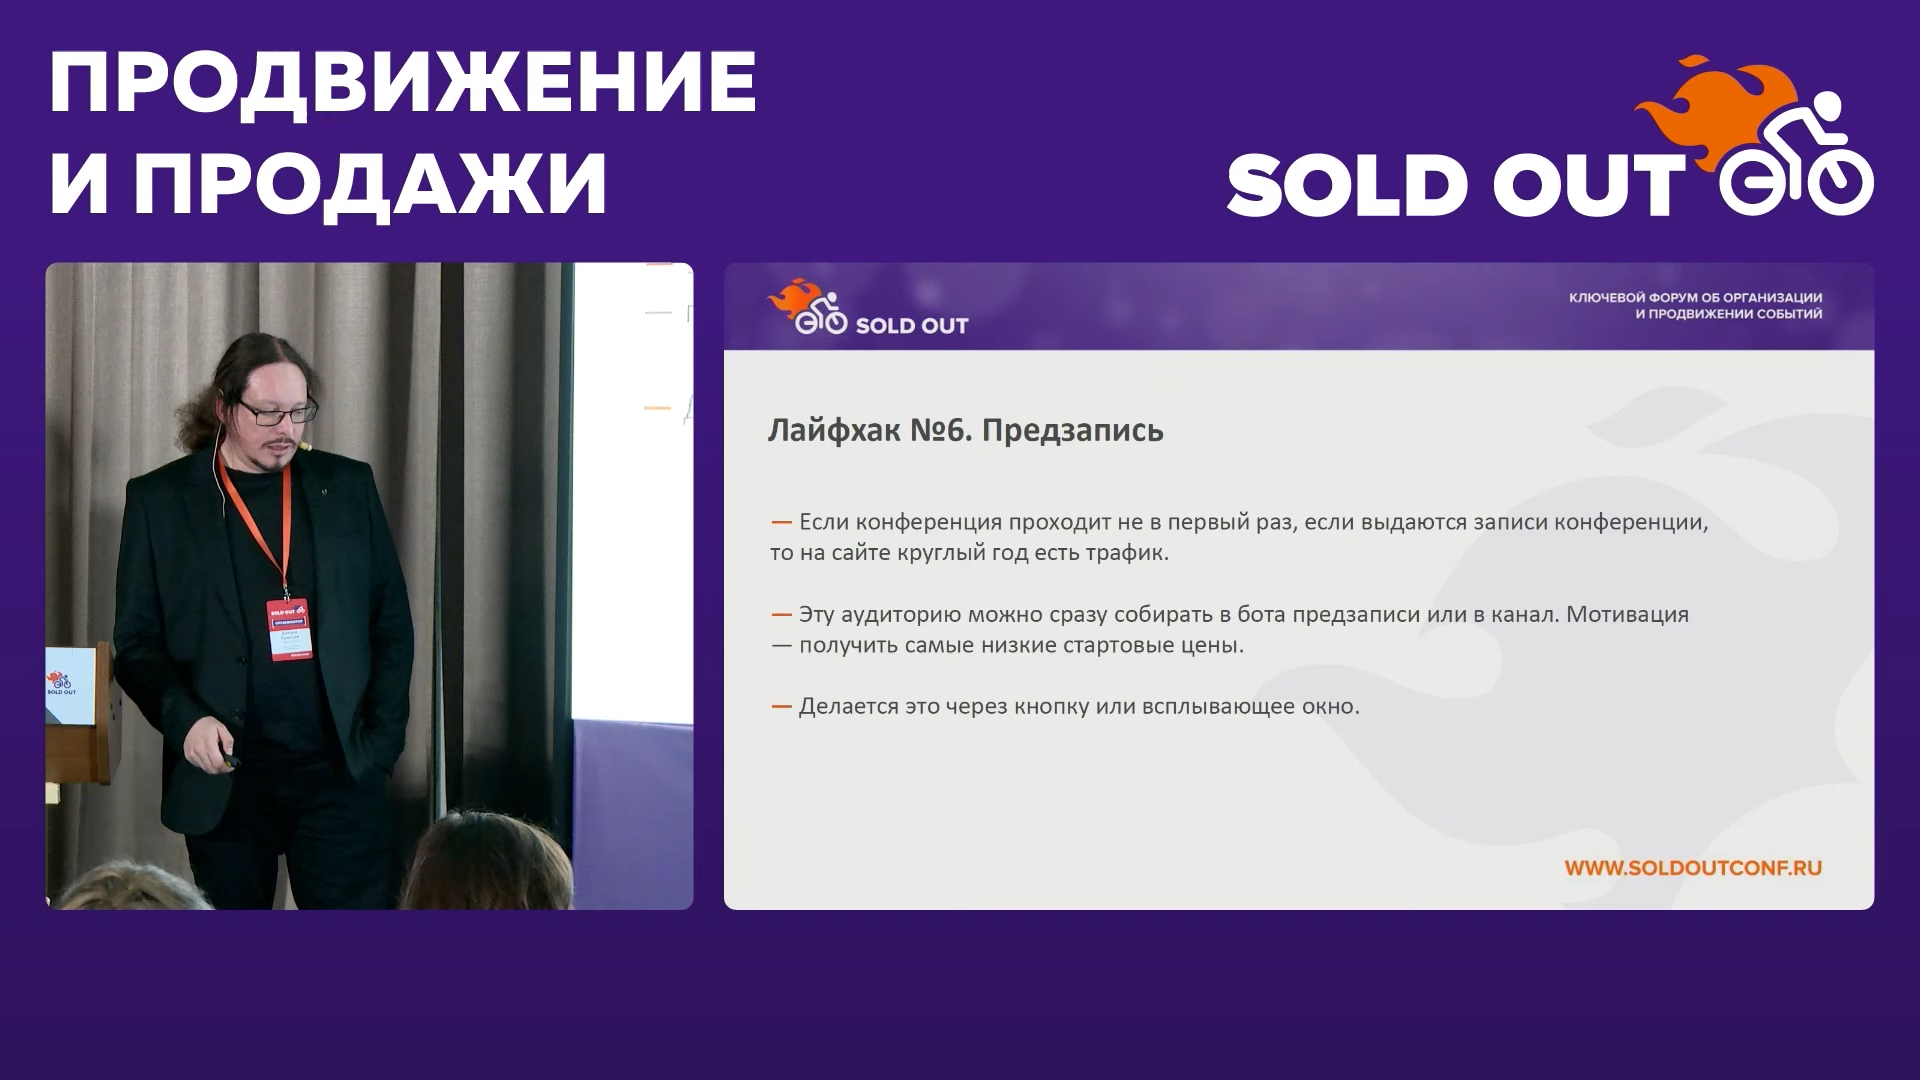 ПРОДВИЖЕНИЕ
И ПРОДАЖИ
SOLD OUT
SOLD OUT
ОРГАНИЗАТОР
SOLD OUT
SOLD OUT
КЛЮЧЕВОЙ ФОРУМ ОБ ОРГАНИЗАЦИИ
И ПРОДВИЖЕНИИ СОБЫТИЙ
Лайфхак №6. Предзапись
— Если конференция проходит не в первый раз, если выдаются записи конференции,
то на сайте круглый год есть трафик.
— Эту аудиторию можно сразу собирать в бота предзаписи или в канал. Мотивация
— получить самые низкие стартовые цены.
— Делается это через кнопку или всплывающее окно.
WWW.SOLDOUTCONF.RU